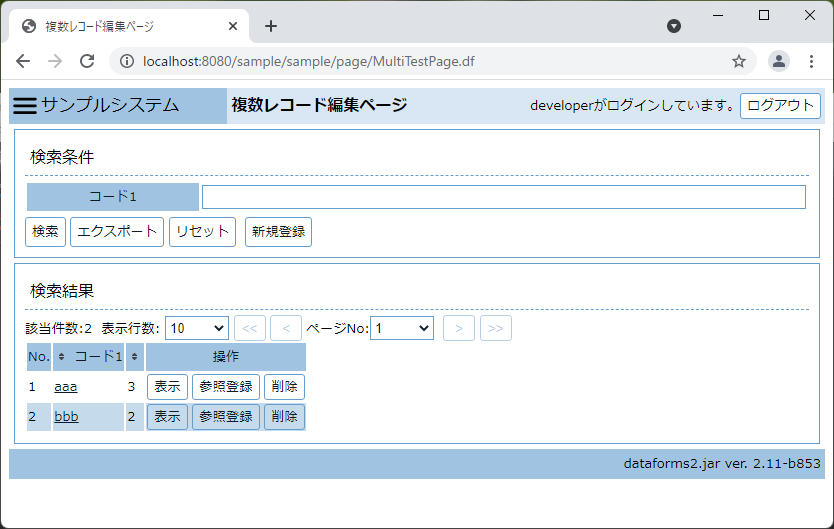 複数レコード編集ページ
localhost:8080/sample/sample/page/MultiTestPage.df
サンプルシステム 複数レコード編集ページ developerがログインしています。 ログアウト
検索条件
コード1
検索 エクスポート リセット 新規登録
検索結果
該当件数:2 表示行数: 10 << < ページNo: 1 > >>
No. コード1 操作
1 aaa 3 表示 参照登録 削除
2 bbb 2 表示 参照登録 削除
dataforms2.jar ver. 2.11-b853